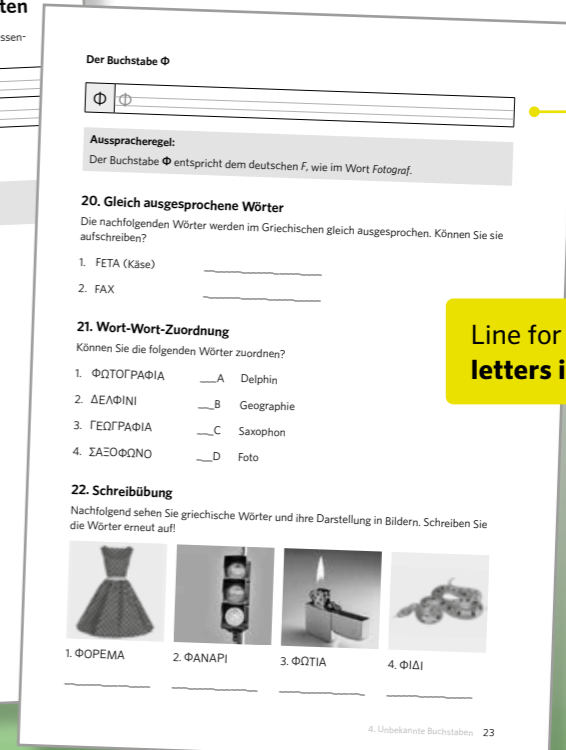 ten
ssen-
Der Buchstabe Φ
Φ Φ
Ausspracheregel:
Der Buchstabe Φ entspricht dem deutschen F, wie im Wort Fotograf.
20. Gleich ausgesprochene Wörter
Die nachfolgenden Wörter werden im Griechischen gleich ausgesprochen. Können Sie sie
aufschreiben?
1. FETA (Käse)
2. FAX
Line for
letters i
21. Wort-Wort-Zuordnung
Können Sie die folgenden Wörter zuordnen?
1. ΦΩΤΟΓΡΑΦΙΑ ___A Delphin
2. ΔΕΛΦΙΝΙ ___B Geographie
3. ΓΕΩΓΡΑΦΙΑ ___C Saxophon
4. ΣΑΞΟΦΩΝΟ ___D Foto
22. Schreibübung
Nachfolgend sehen Sie griechische Wörter und ihre Darstellung in Bildern. Schreiben Sie
die Wörter erneut auf!
1. ΦΟΡΕΜΑ 2. ΦΑΝΑΡΙ 3. ΦΩΤΙΑ 4. ΦΙΔΙ
4. Unbekannte Buchstaben 23